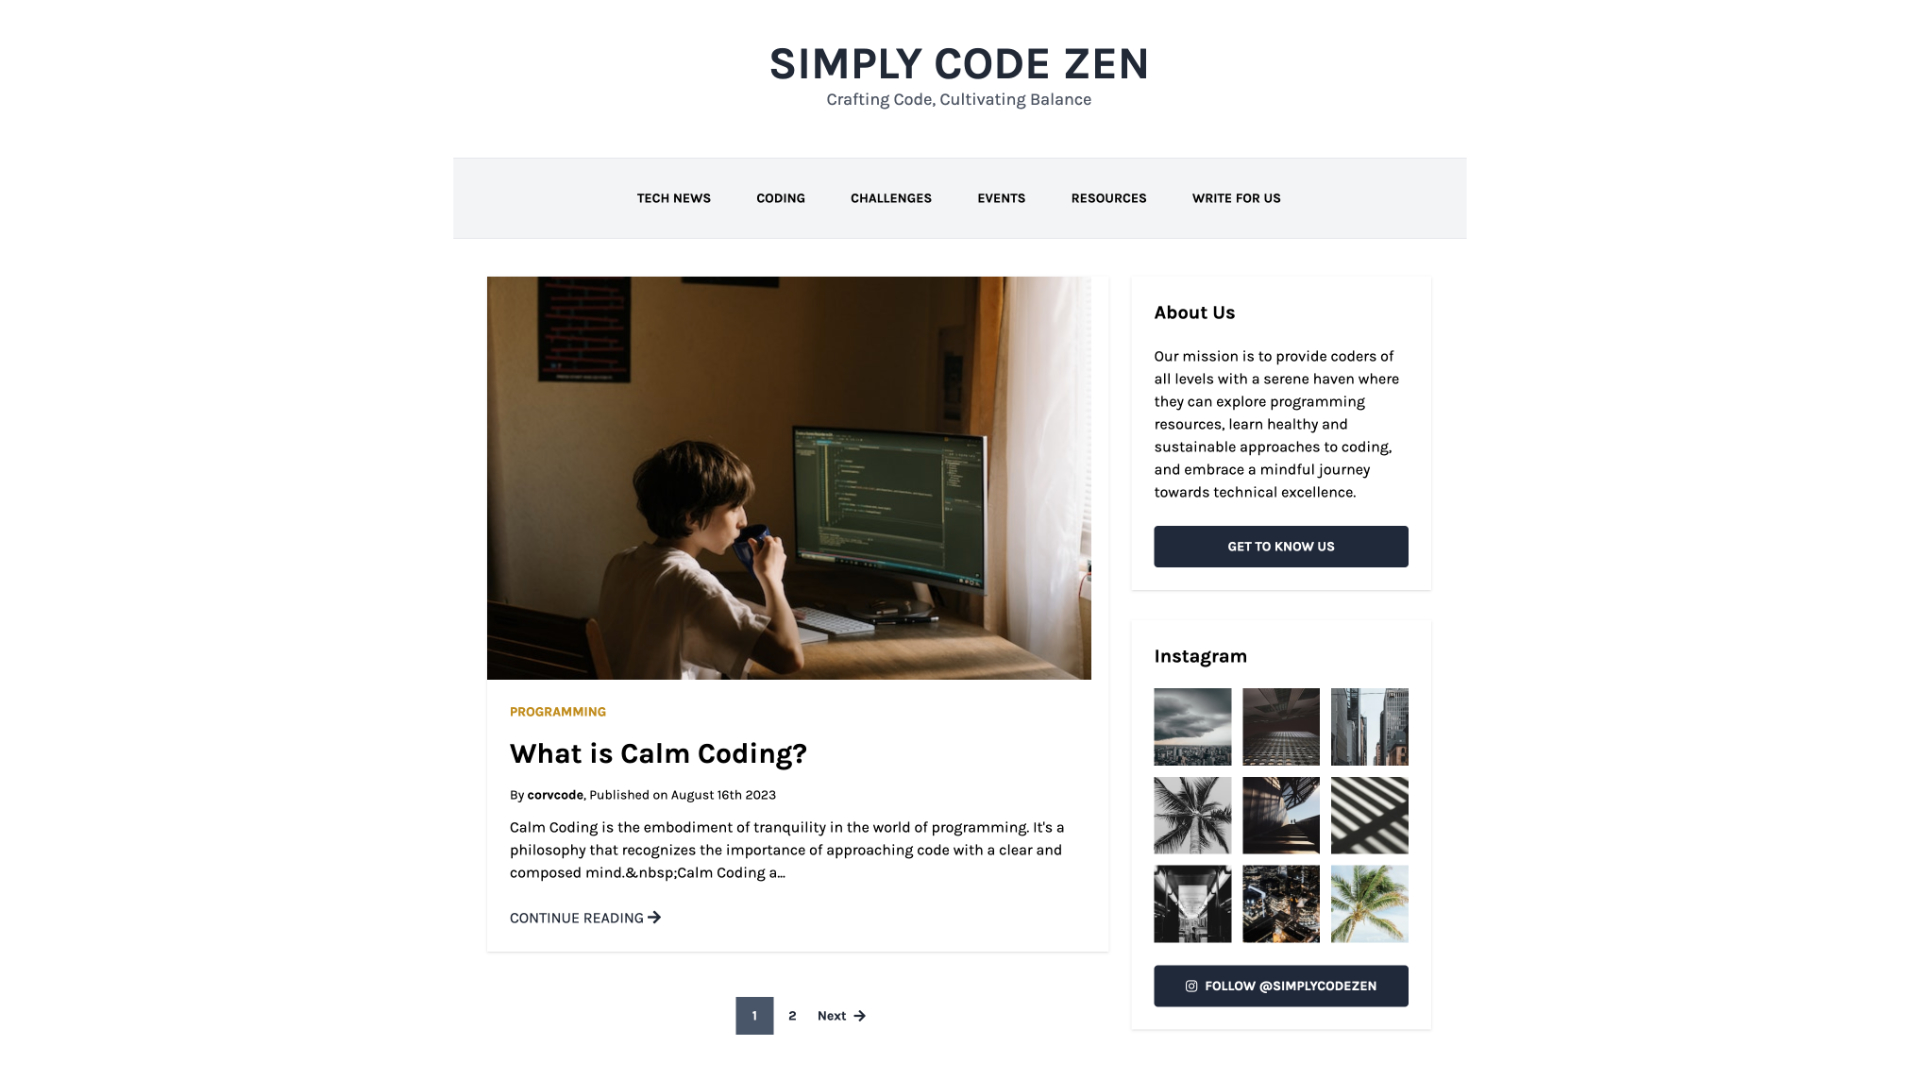 SIMPLY CODE ZEN
Crafting Code, Cultivating Balance
TECH NEWS
CODING
CHALLENGES
EVENTS
RESOURCES
WRITE FOR US
PROGRAMMING
What is Calm Coding?
By corvcode, Published on August 16th 2023
Calm Coding is the embodiment of tranquility in the world of programming. It's a
philosophy that recognizes the importance of approaching code with a clear and
composed mind.&nbsp;Calm Coding a...
CONTINUE READING
1
2
Next
About Us
Our mission is to provide coders of
all levels with a serene haven where
they can explore programming
resources, learn healthy and
sustainable approaches to coding,
and embrace a mindful journey
towards technical excellence.
GET TO KNOW US
Instagram
FOLLOW @SIMPLYCODEZEN